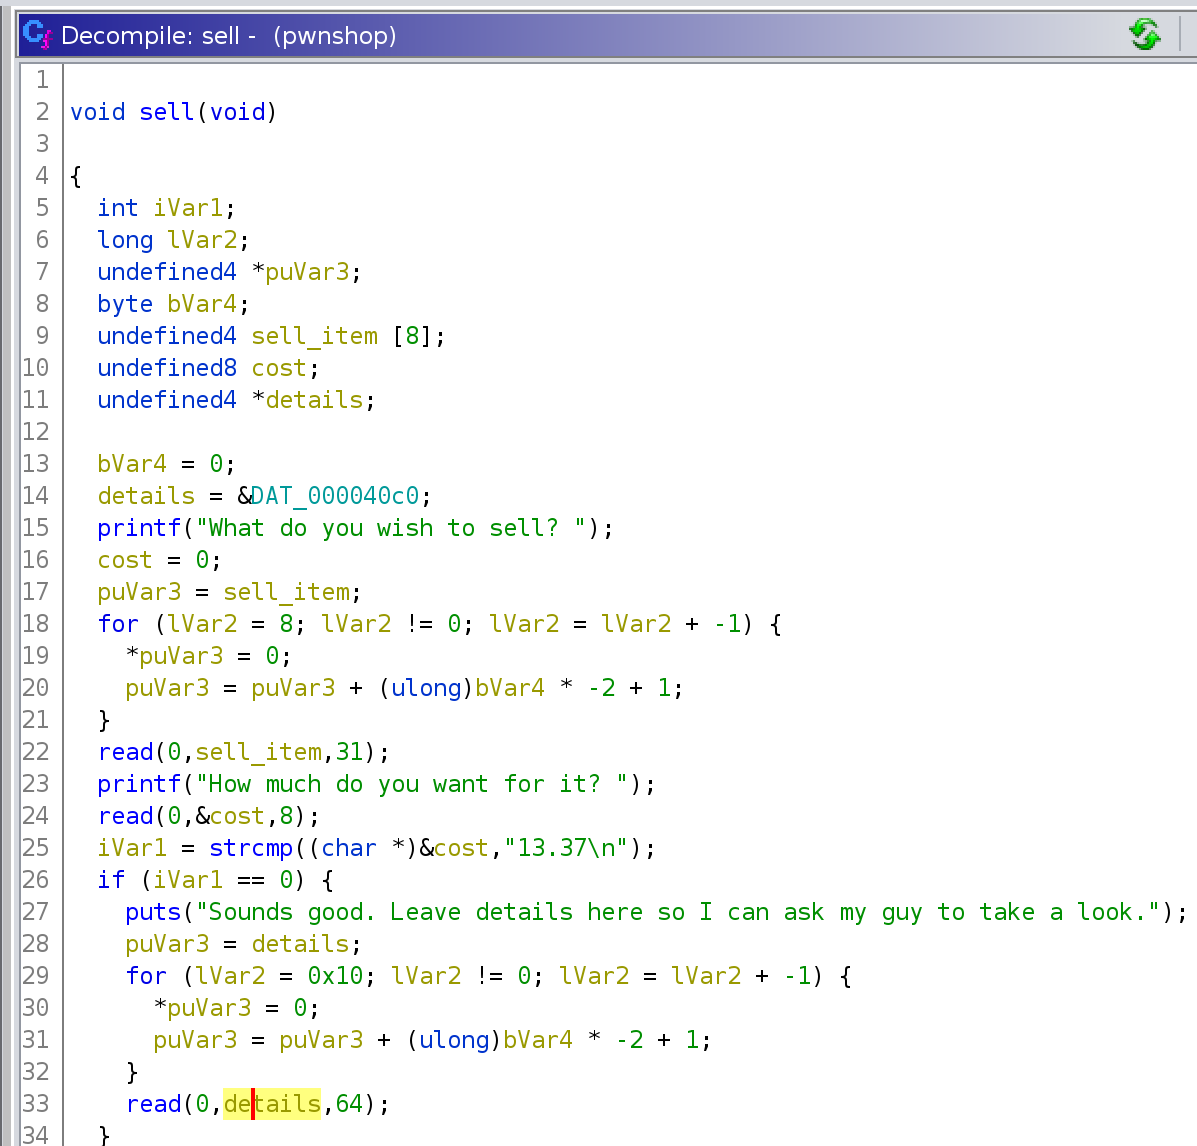 Decompile: sell - (pwnshop)
1
2 void sell(void)
3
4 {
5 int iVar1;
6 long lVar2;
7 undefined4 *puVar3;
8 byte bVar4;
9 undefined4 sell_item [8];
10 undefined8 cost;
11 undefined4 *details;
12
13 bVar4 = 0;
14 details = &DAT_000040c0;
15 printf("What do you wish to sell? ");
16 cost = 0;
17 puVar3 = sell_item;
18 for (lVar2 = 8; lVar2 != 0; lVar2 = lVar2 + -1) {
19 *puVar3 = 0;
20 puVar3 = puVar3 + (ulong)bVar4 * -2 + 1;
21 }
22 read(0,sell_item,31);
23 printf("How much do you want for it? ");
24 read(0,&cost,8);
25 iVar1 = strcmp((char *)&cost,"13.37\n");
26 if (iVar1 == 0) {
27 puts("Sounds good. Leave details here so I can ask my guy to take a look.");
28 puVar3 = details;
29 for (lVar2 = 0x10; lVar2 != 0; lVar2 = lVar2 + -1) {
30 *puVar3 = 0;
31 puVar3 = puVar3 + (ulong)bVar4 * -2 + 1;
32 }
33 read(0,details,64);
34 }